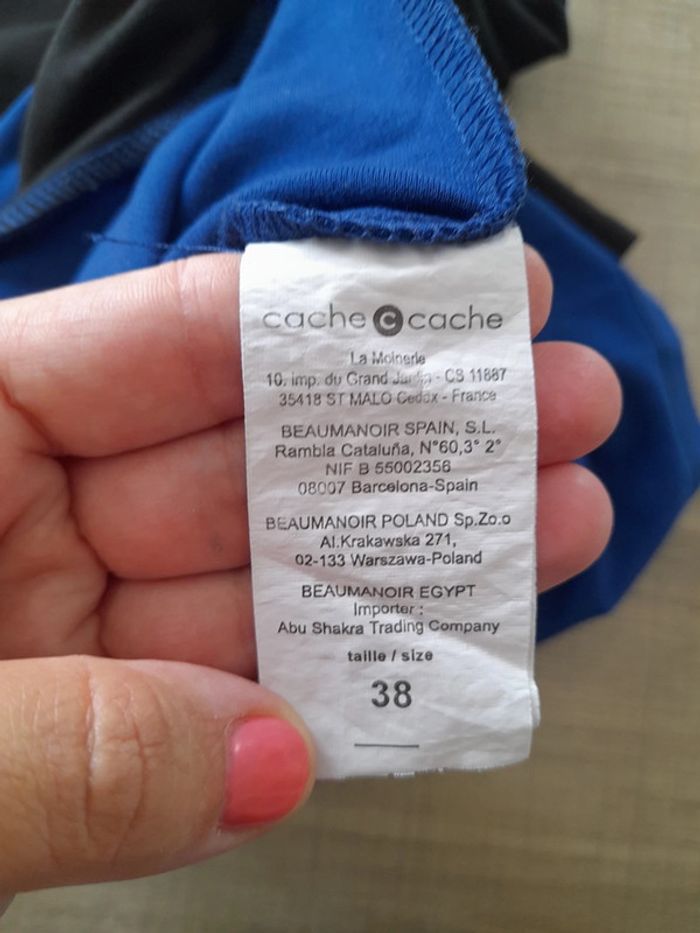 cache c cache
La Moinerie
10, imp. du Grand Jardin - CS 11887
35418 ST MALO Cedex - France
BEAUMANOIR SPAIN, S.L.
Rambla Cataluña, N°60,3° 2°
NIF B 55002356
08007 Barcelona-Spain
BEAUMANOIR POLAND Sp.Zo.o
Al.Krakawska 271,
02-133 Warszawa-Poland
BEAUMANOIR EGYPT
Importer :
Abu Shakra Trading Company
taille / size
38